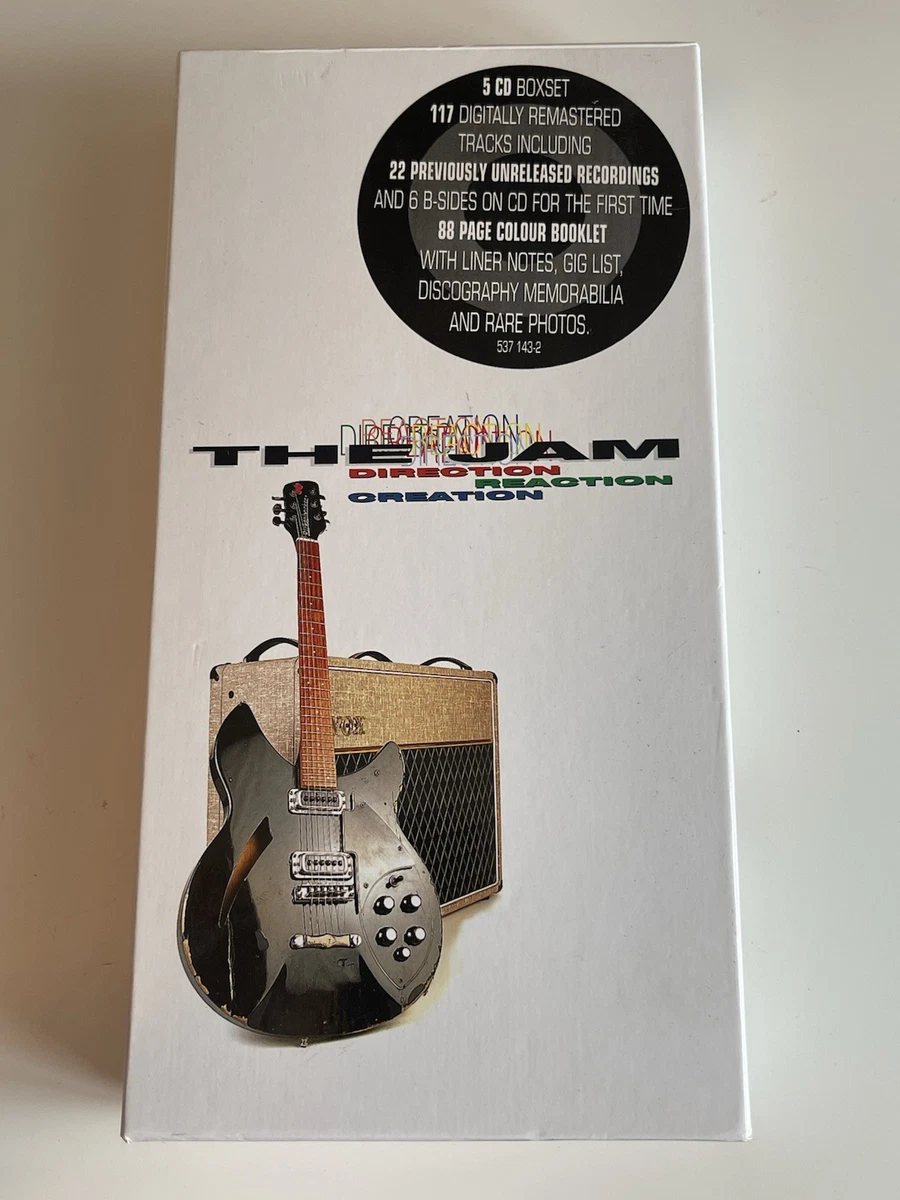 5 CD BOXSET
117 DIGITALLY REMASTERED
TRACKS INCLUDING
22 PREVIOUSLY UNRELEASED RECORDINGS
AND 6 B-SIDES ON CD FOR THE FIRST TIME
88 PAGE COLOUR BOOKLET
WITH LINER NOTES, GIG LIST,
DISCOGRAPHY MEMORABILIA
AND RARE PHOTOS.
537 143-2
CREATION
THE JAM
DIRECTION
REACTION
CREATION
VOX